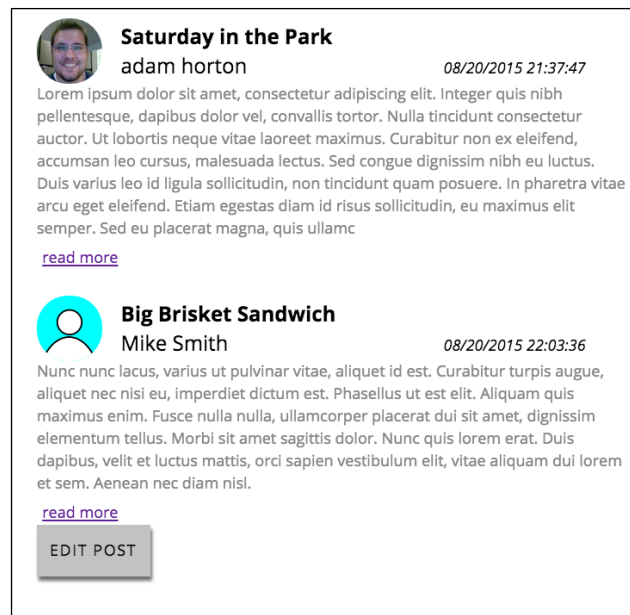 Saturday in the Park
adam horton 08/20/2015 21:37:47
Lorem ipsum dolor sit amet, consectetur adipiscing elit. Integer quis nibh
pellentesque, dapibus dolor vel, convallis tortor. Nulla tincidunt consectetur
auctor. Ut lobortis neque vitae laoreet maximus. Curabitur non ex eleifend,
accumsan leo cursus, malesuada lectus. Sed congue dignissim nibh eu luctus.
Duis varius leo id ligula sollicitudin, non tincidunt quam posuere. In pharetra vitae
arcu eget eleifend. Etiam egestas diam id risus sollicitudin, eu maximus elit
semper. Sed eu placerat magna, quis ullamc
read more
Big Brisket Sandwich
Mike Smith 08/20/2015 22:03:36
Nunc nunc lacus, varius ut pulvinar vitae, aliquet id est. Curabitur turpis augue,
aliquet nec nisi eu, imperdiet dictum est. Phasellus ut est elit. Aliquam quis
maximus enim. Fusce nulla nulla, ullamcorper placerat dui sit amet, dignissim
elementum tellus. Morbi sit amet sagittis dolor. Nunc quis lorem erat. Duis
dapibus, velit et luctus mattis, orci sapien vestibulum elit, vitae aliquam dui lorem
et sem. Aenean nec diam nisl.
read more
EDIT POST